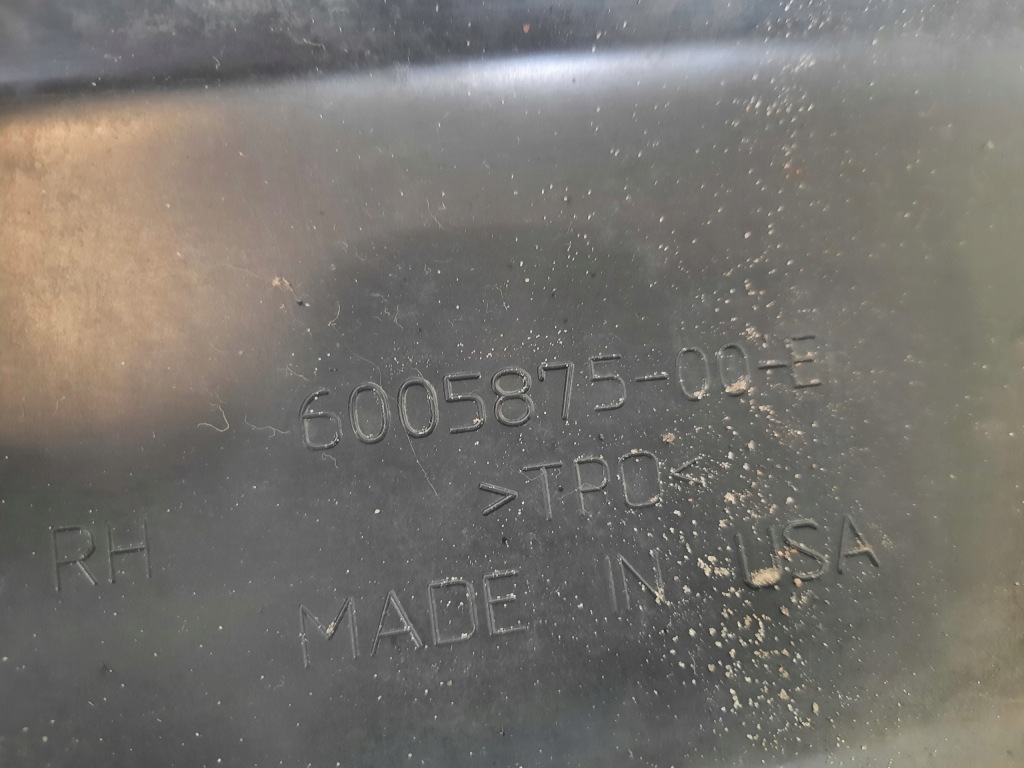 6005875-00-E
>TPO<
RH
MADE IN USA